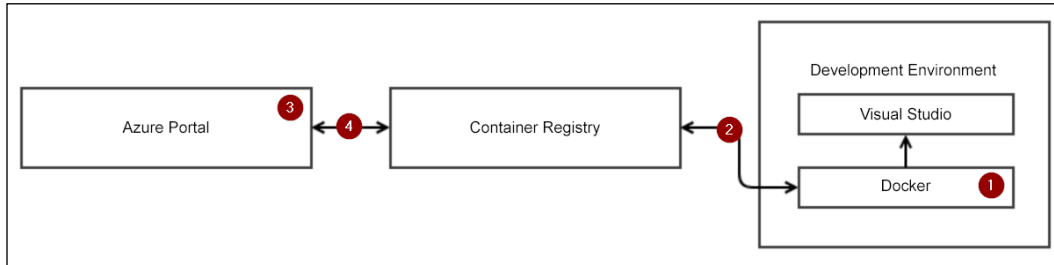 Development Environment
3
Azure Portal
4
Container Registry
2
Visual Studio
Docker
1